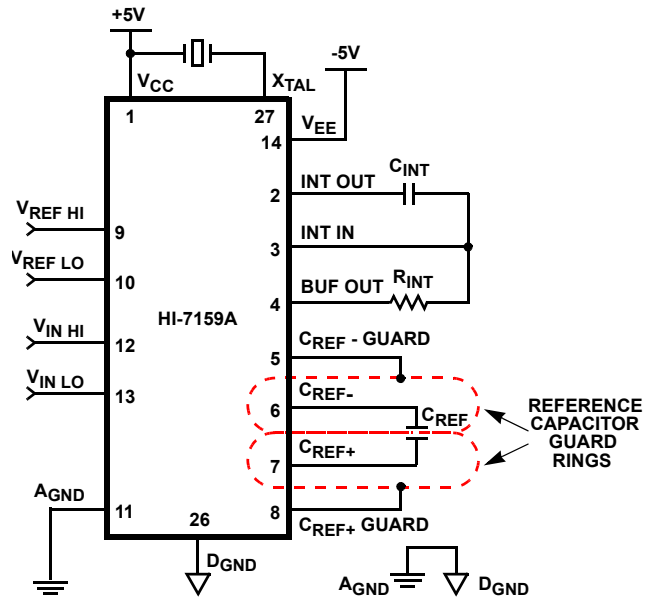 +5V
-5V
VCC
XTAL
1
27
VEE
14
CINT
INT OUT
2
VREF HI
9
INT IN
3
VREF LO
10
RINT
BUF OUT
4
HI-7159A
VIN HI
12
CREF - GUARD
5
VIN LO
13
CREF-
6
CREF
REFERENCE
CAPACITOR
GUARD
RINGS
CREF+
7
AGND
11
26
8
CREF+ GUARD
DGND
AGND
DGND